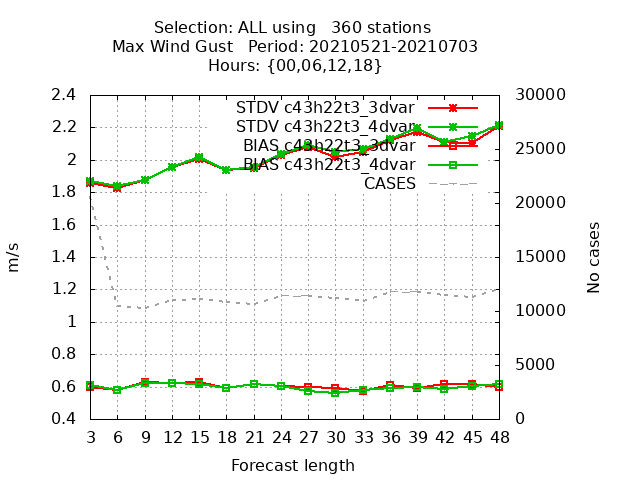 Selection: ALL using   360 stations
Max Wind Gust   Period: 20210521-20210703
Hours: {00,06,12,18}
2.4
2.2
2
1.8
1.6
1.4
1.2
1
0.8
0.6
0.4
m/s
STDV c43h22t3_3dvar
STDV c43h22t3_4dvar
BIAS c43h22t3_3dvar
BIAS c43h22t3_4dvar
CASES
30000
25000
20000
15000
10000
5000
0
No cases
3 6 9 12 15 18 21 24 27 30 33 36 39 42 45 48
Forecast length